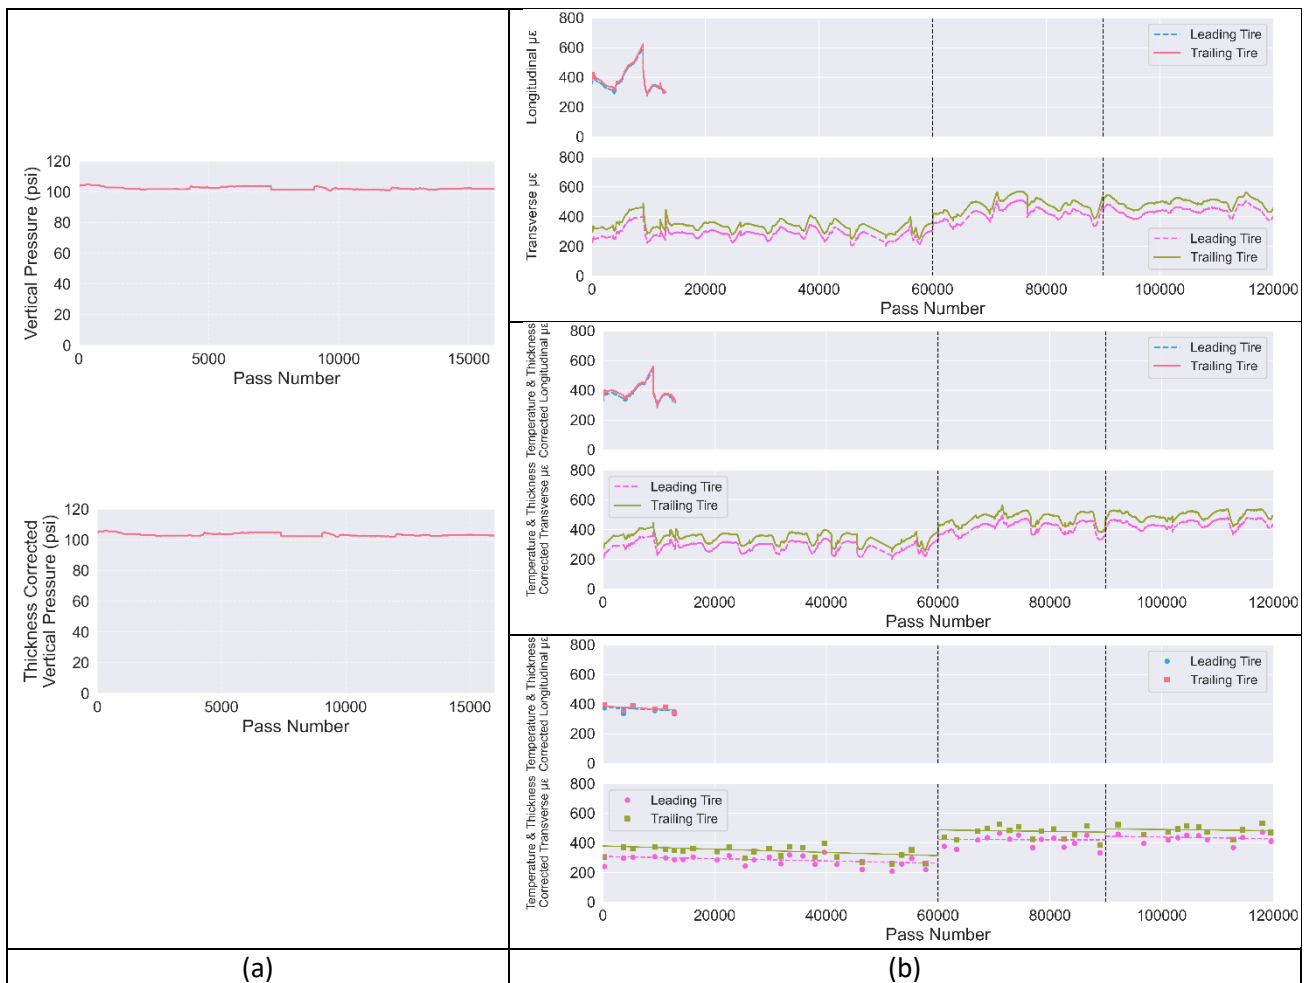 120
100
80
60
40
20
0
Vertical Pressure (psi)
0 5000 10000 15000
Pass Number
120
100
80
60
40
20
0
Thickness Corrected
Vertical Pressure (psi)
0 5000 10000 15000
Pass Number
(a)
800
600
400
200
0
Longitudinal µε
Leading Tire
Trailing Tire
800
600
400
200
0
Transverse µε
Leading Tire
Trailing Tire
0 20000 40000 60000 80000 100000 120000
Pass Number
800
600
400
200
0
Temperature & Thickness
Corrected Longitudinal µε
Leading Tire
Trailing Tire
800
600
400
200
0
Temperature & Thickness
Corrected Transverse µε
Leading Tire
Trailing Tire
0 20000 40000 60000 80000 100000 120000
Pass Number
800
600
400
200
0
Temperature & Thickness
Corrected Longitudinal µε
Leading Tire
Trailing Tire
800
600
400
200
0
Temperature & Thickness
Corrected Transverse µε
Leading Tire
Trailing Tire
0 20000 40000 60000 80000 100000 120000
Pass Number
(b)